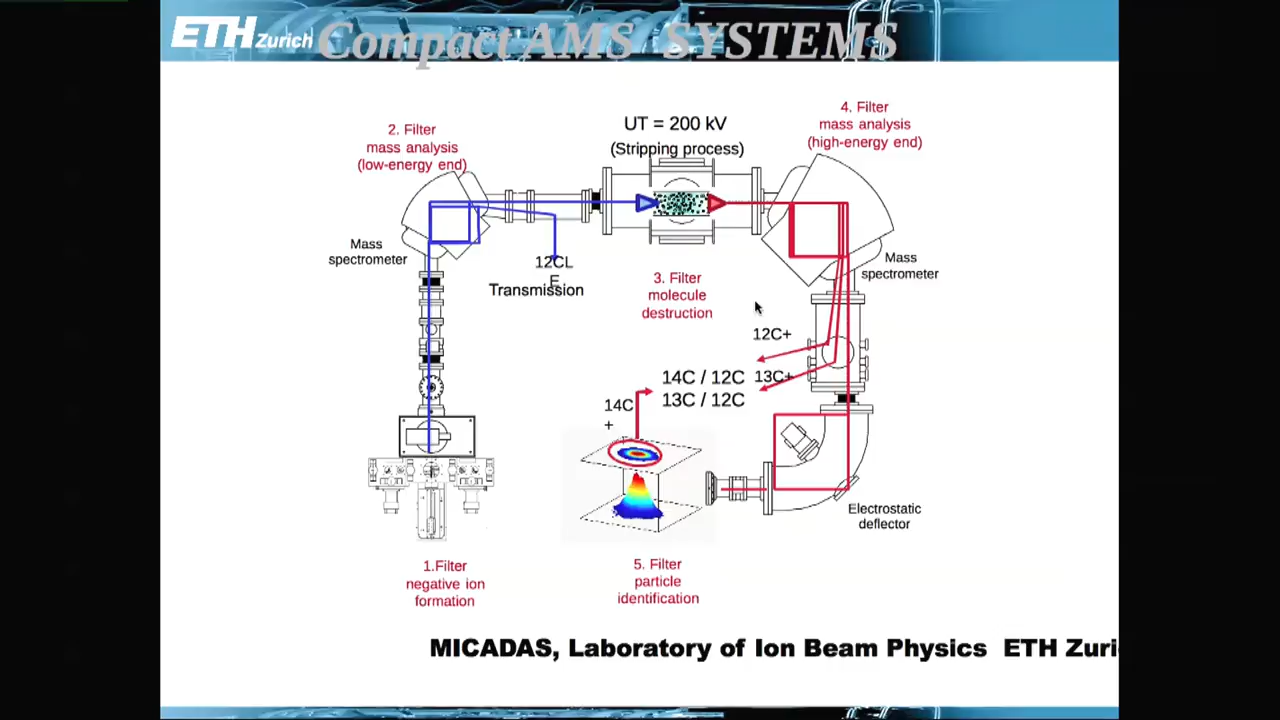 ETH Zurich
Compact AMS SYSTEMS
2. Filter
mass analysis
(low-energy end)
UT = 200 kV
(Stripping process)
4. Filter
mass analysis
(high-energy end)
Mass
spectrometer
12CL
E
Transmission
3. Filter
molecule
destruction
Mass
spectrometer
12C+
13C+
14C / 12C
13C / 12C
14C
+
Electrostatic
deflector
1.Filter
negative ion
formation
5. Filter
particle
identification
MICADAS, Laboratory of Ion Beam Physics ETH Zuri